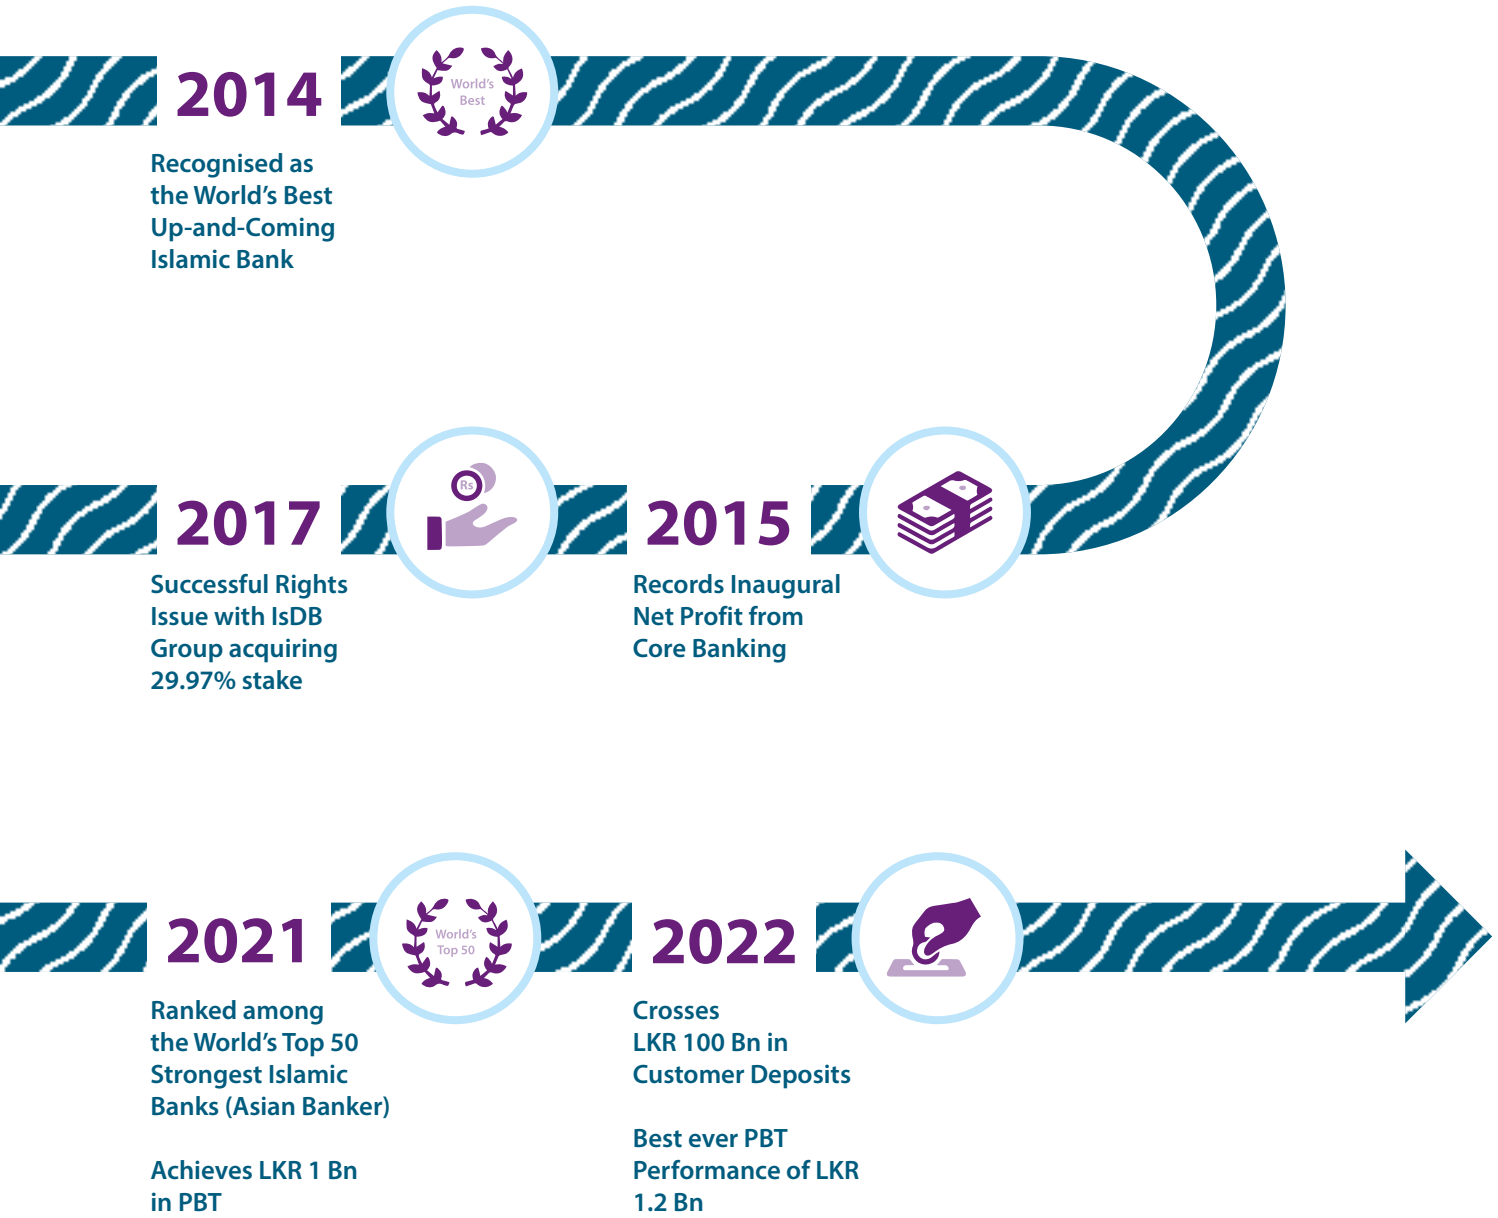 2014
World's
Best
Recognised as
the World's Best
Up-and-Coming
Islamic Bank
2017
Rs
Successful Rights
Issue with IsDB
Group acquiring
29.97% stake
2015
Records Inaugural
Net Profit from
Core Banking
2021
World's
Top 50
Ranked among
the World's Top 50
Strongest Islamic
Banks (Asian Banker)
Achieves LKR 1 Bn
in PBT
2022
Crosses
LKR 100 Bn in
Customer Deposits
Best ever PBT
Performance of LKR
1.2 Bn